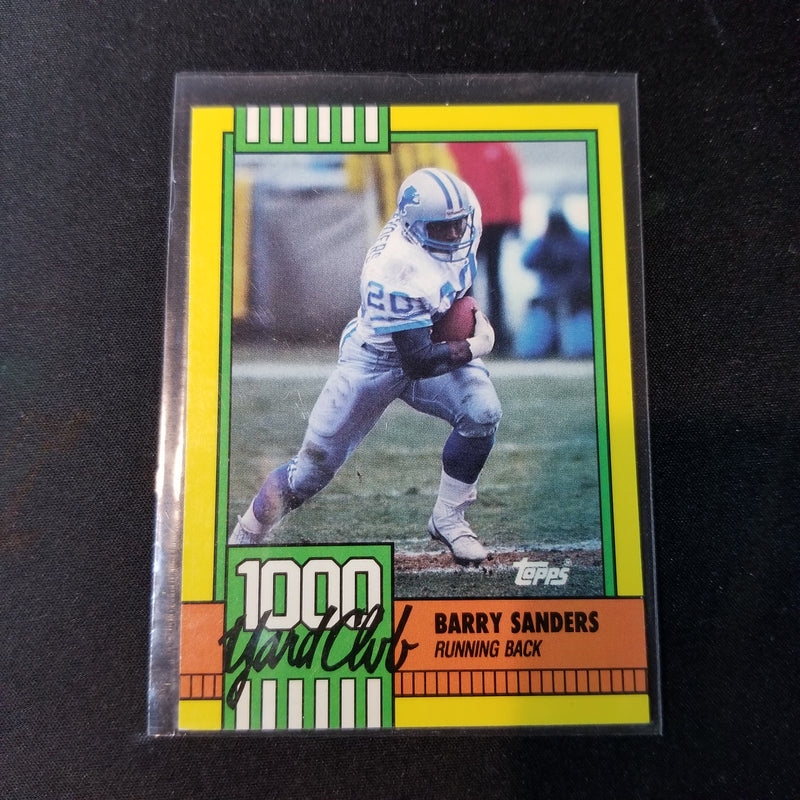 20
topps
1000
Yard Club
BARRY SANDERS
RUNNING BACK